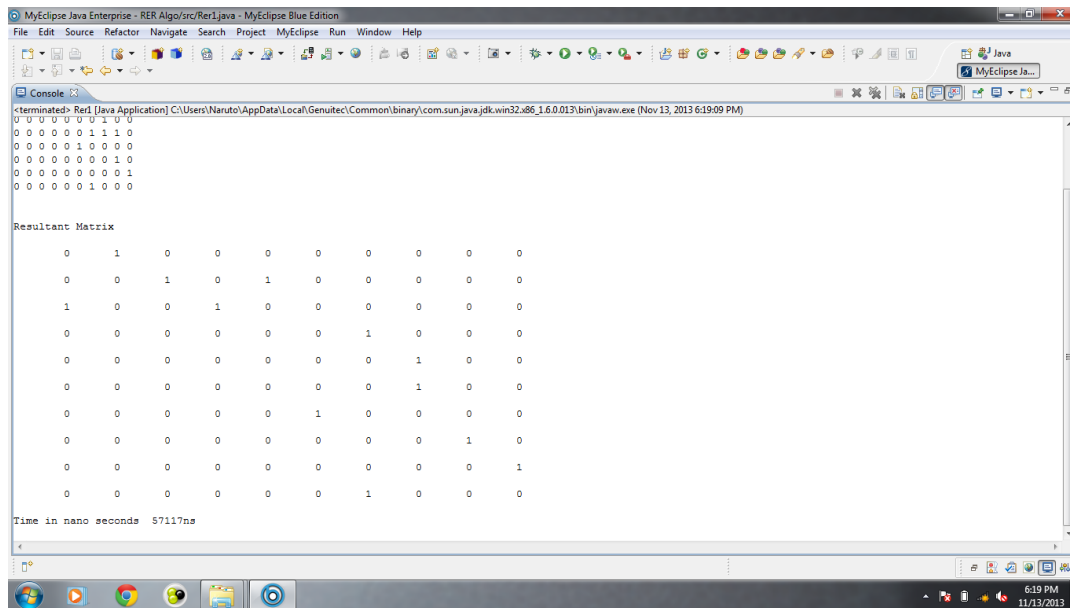 MyEclipse Java Enterprise - RER Algo/src/Rer1.java - MyEclipse Blue Edition
File Edit Source Refactor Navigate Search Project MyEclipse Run Window Help
Java
MyEclipse Ja...
Console
<terminated> Rer1 [Java Application] C:\Users\Naruto\AppData\Local\Genuitec\Common\binary\com.sun.java.jdk.win32.x86_1.6.0.013\bin\javaw.exe (Nov 13, 2013 6:19:09 PM)
0 0 0 0 0 0 0 1 0 0
0 0 0 0 0 0 1 1 1 0
0 0 0 0 0 1 0 0 0 0
0 0 0 0 0 0 0 0 1 0
0 0 0 0 0 0 0 0 0 1
0 0 0 0 0 0 1 0 0 0
Resultant Matrix
0 1 0 0 0 0 0 0 0 0
0 0 1 0 1 0 0 0 0 0
1 0 0 1 0 0 0 0 0 0
0 0 0 0 0 0 1 0 0 0
0 0 0 0 0 0 0 1 0 0
0 0 0 0 0 0 0 1 0 0
0 0 0 0 0 1 0 0 0 0
0 0 0 0 0 0 0 0 1 0
0 0 0 0 0 0 0 0 0 1
0 0 0 0 0 0 1 0 0 0
Time in nano seconds 57117ns
6:19 PM
11/13/2013